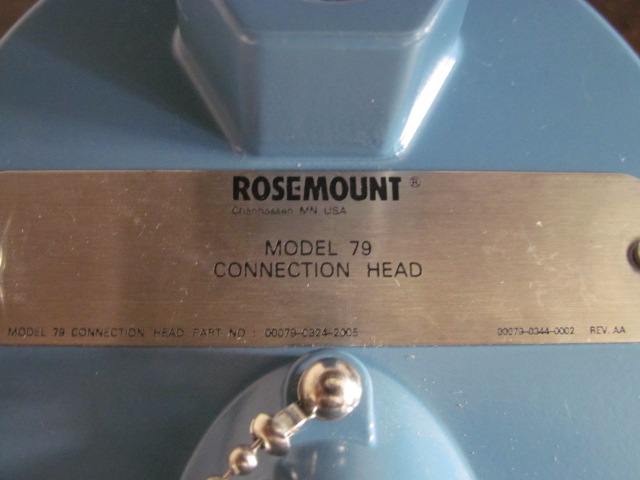 ROSEMOUNT ®
Chanhassen MN USA
MODEL 79
CONNECTION HEAD
MODEL 79 CONNECTION HEAD PART NO : 00079-0324-2005
00079-0344-0002 REV. AA